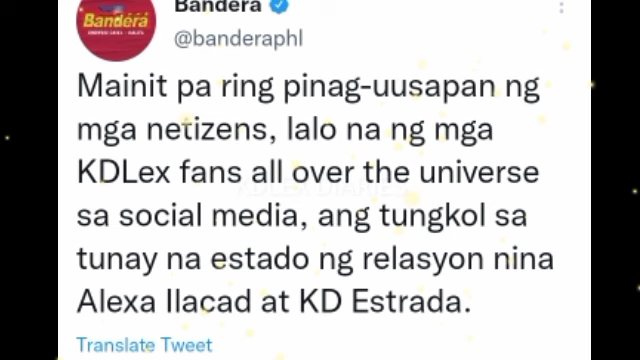 Bandera
Bandera
@banderaphl
Mainit pa ring pinag-uusapan ng
mga netizens, lalo na ng mga
KDLex fans all over the universe
KDLEX DIARIES
sa social media, ang tungkol sa
tunay na estado ng relasyon nina
Alexa Ilacad at KD Estrada.
Translate Tweet